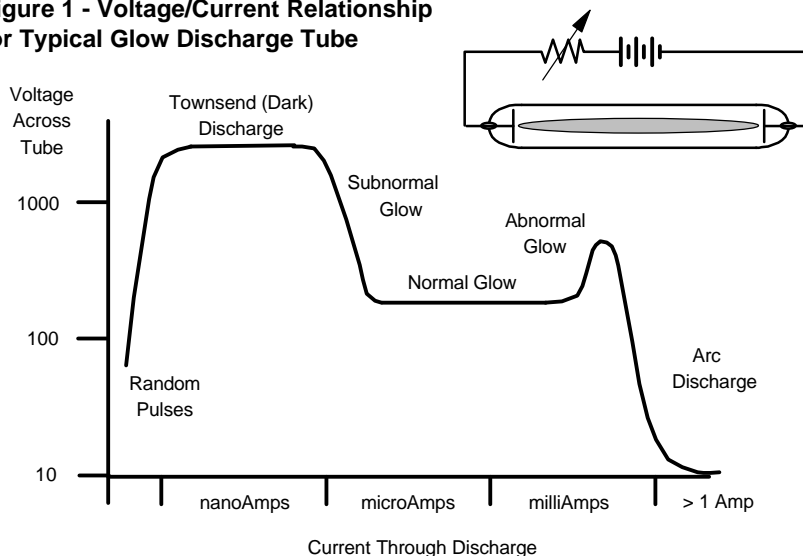 igure 1 - Voltage/Current Relationship
or Typical Glow Discharge Tube
Voltage
Across
Tube
Townsend (Dark)
Discharge
Subnormal
Glow
1000
Abnormal
Glow
Normal Glow
100
Arc
Discharge
Random
Pulses
10
nanoAmps
microAmps
milliAmps
> 1 Amp
Current Through Discharge